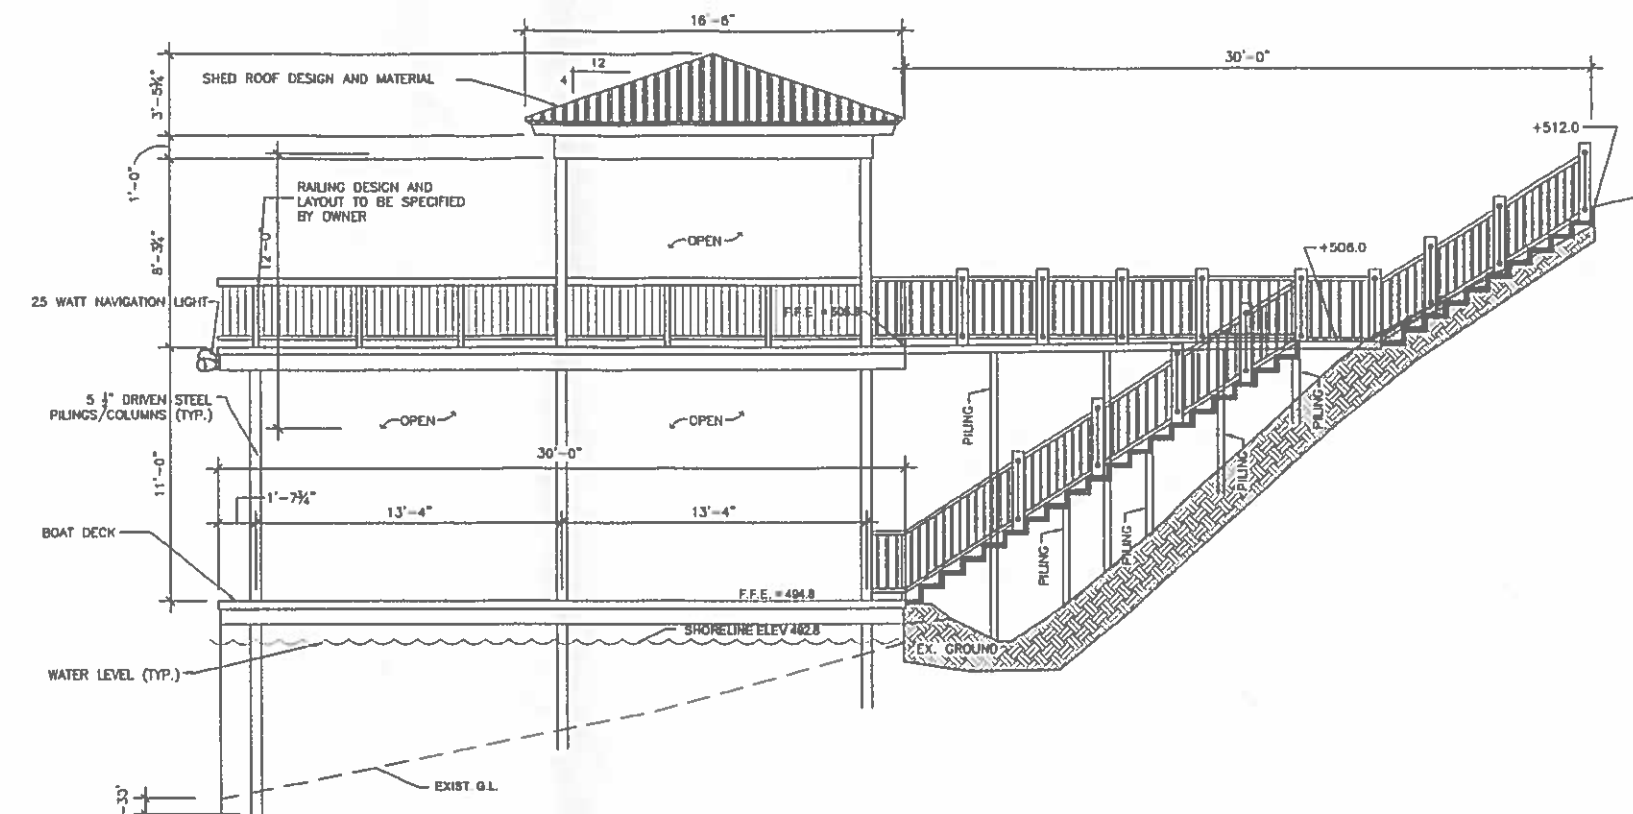 16'-6"
30'-0"
12
4
SHED ROOF DESIGN AND MATERIAL
3'-5¾"
+512.0
1'-0"
RAILING DESIGN AND
LAYOUT TO BE SPECIFIED
BY OWNER
8'-3¼"
12'-0"
OPEN
+506.0
25 WATT NAVIGATION LIGHT
F.F.E. =
5 ½" DRIVEN STEEL
PILINGS/COLUMNS (TYP.)
OPEN
OPEN
PILING
PILING
PILING
30'-0"
11'-0"
1'-7¾"
13'-4"
13'-4"
BOAT DECK
PILING
PILING
F.F.E. = 494.8
SHORELINE ELEV 492.8
EX. GROUND
WATER LEVEL (TYP.)
EXIST G.L.